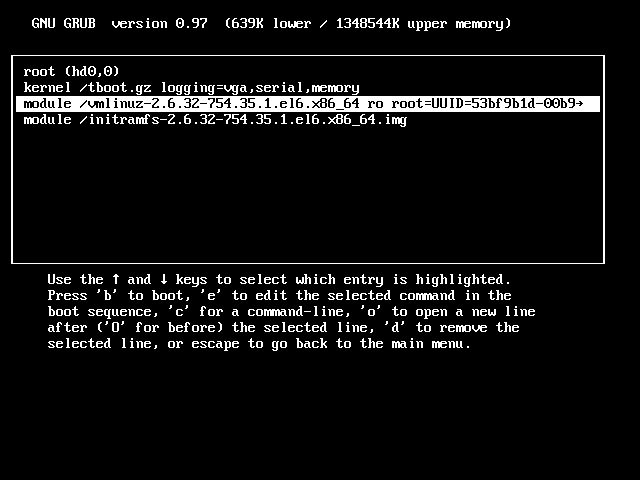 GNU GRUB  version 0.97  (639K lower / 1348544K upper memory)
root (hd0,0)
kernel /tboot.gz logging=vga,serial,memory
module /vmlinuz-2.6.32-754.35.1.el6.x86_64 ro root=UUID=53bf9b1d-00b9→
module /initramfs-2.6.32-754.35.1.el6.x86_64.img
Use the ↑ and ↓ keys to select which entry is highlighted.
Press 'b' to boot, 'e' to edit the selected command in the
boot sequence, 'c' for a command-line, 'o' to open a new line
after ('O' for before) the selected line, 'd' to remove the
selected line, or escape to go back to the main menu.